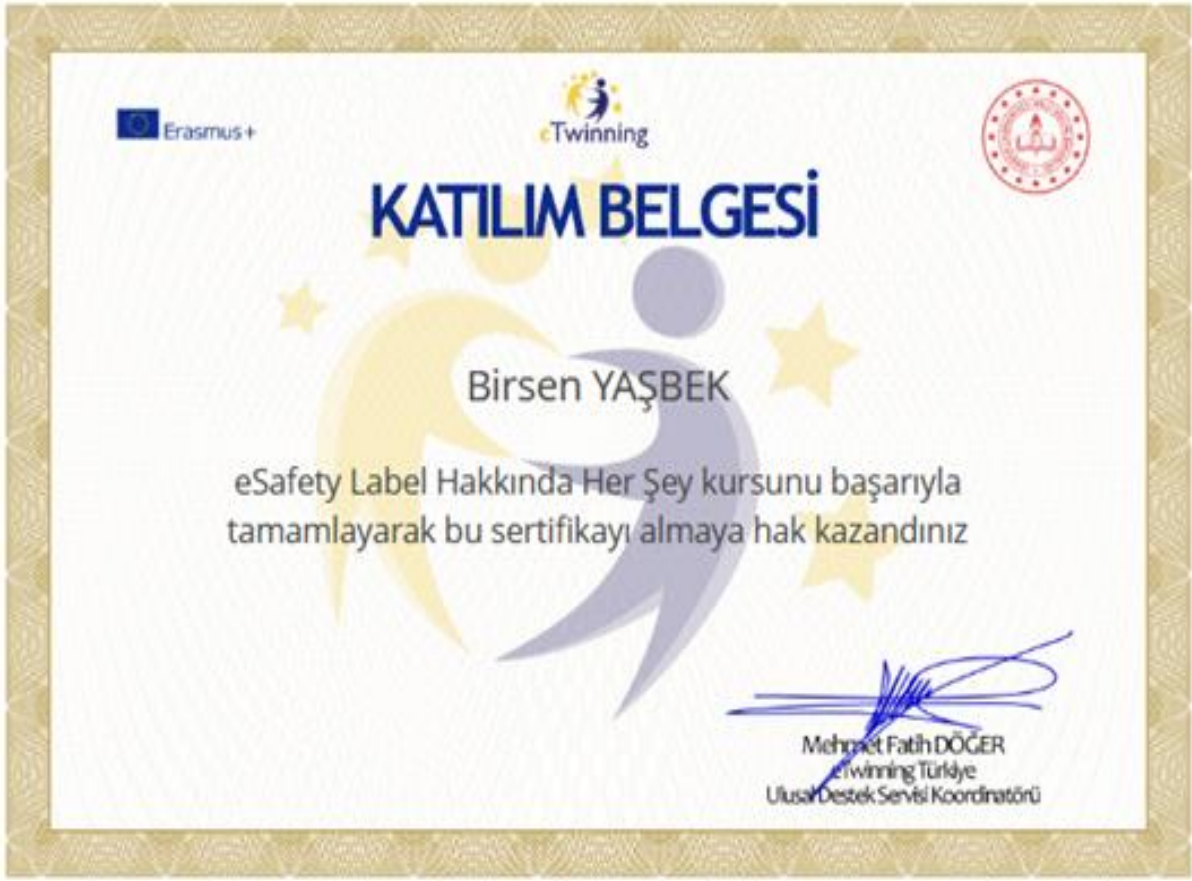 Erasmus+
eTwinning
KATILIM BELGESİ
Birsen YAŞBEK
eSafety Label Hakkında Her Şey kursunu başarıyla
tamamlayarak bu sertifikayı almaya hak kazandınız
Mehmet Fatih DÖĞER
eTwinning Türkiye
Ulusal Destek Servisi Koordinatörü